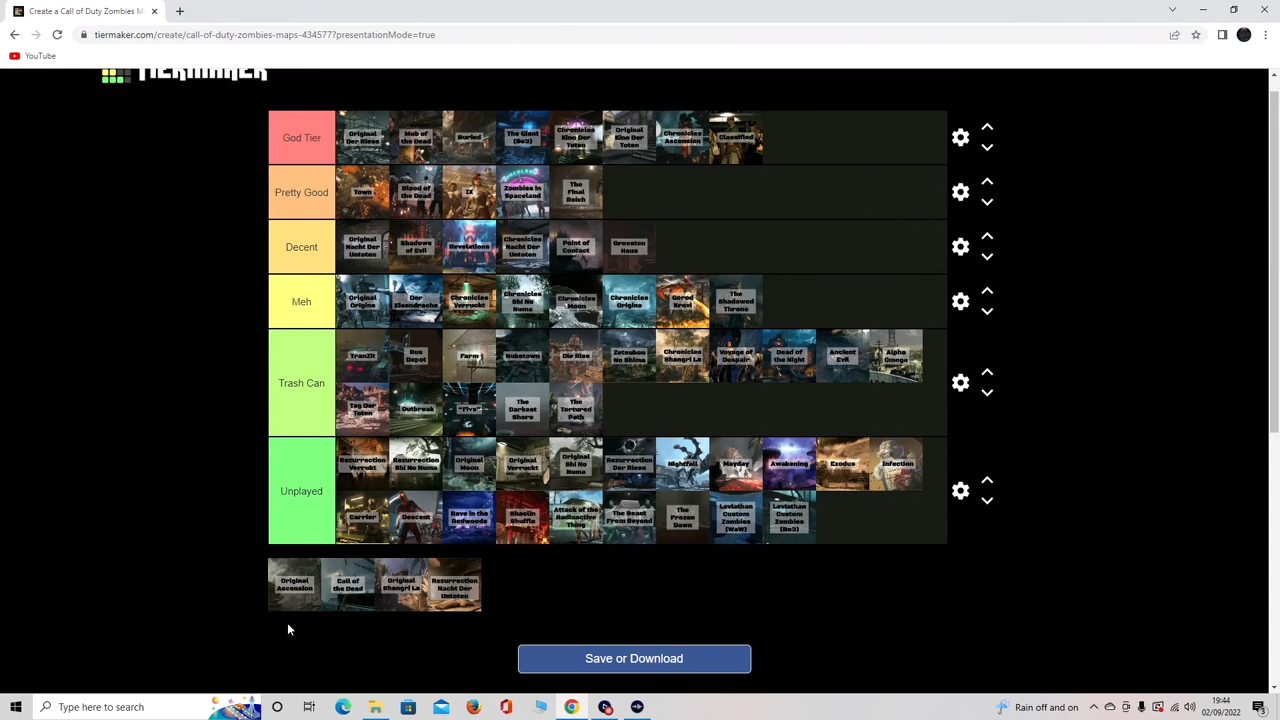 Create a Call of Duty Zombies Ma
tiermaker.com/create/call-of-duty-zombies-maps-434577?presentationMode=true
YouTube
TIERMAKER
God Tier
Original Der Riese
Mob of the Dead
Buried
The Giant (Bo3)
Chronicles Kino Der Toten
Original Kino Der Toten
Chronicles Ascension
Classified
Pretty Good
Town
Blood of the Dead
IX
Zombies in Spaceland
The Final Reich
Decent
Original Nacht Der Untoten
Shadows of Evil
Revelations
Chronicles Nacht Der Untoten
Point of Contact
Groesten Haus
Meh
Original Origins
Der Eisendrache
Chronicles Verruckt
Chronicles Shi No Numa
Chronicles Moon
Chronicles Origins
Gorod Krovi
The Shadowed Throne
Trash Can
TranZit
Bus Depot
Farm
Nuketown
Die Rise
Zetsubou No Shima
Chronicles Shangri La
Voyage of Despair
Dead of the Night
Ancient Evil
Alpha Omega
Tag Der Toten
Outbreak
"Five"
The Darkest Shore
The Tortured Path
Unplayed
Rezurrection Verrukt
Rezurrection Shi No Numa
Original Moon
Original Verruckt
Original Shi No Numa
Rezurrection Der Riese
Nightfall
Mayday
Awakening
Exodus
Infection
Carrier
Descent
Rave in the Redwoods
Shaolin Shuffle
Attack of the Radioactive Thing
The Beast From Beyond
The Frozen Dawn
Leviathan Custom Zombies (WaW)
Leviathan Custom Zombies (Bo3)
Original Ascension
Call of the Dead
Original Shangri La
Rezurrection Nacht Der Untoten
Save or Download
Type here to search
Rain off and on
19:44
02/09/2022
3